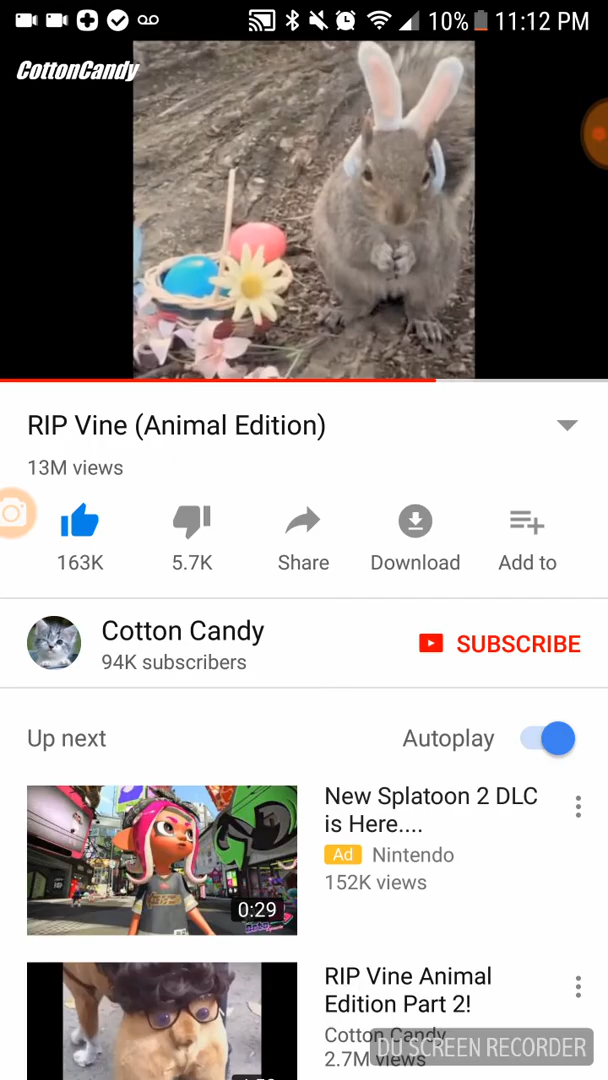 10% 11:12 PM
CottonCandy
RIP Vine (Animal Edition)
13M views
163K
5.7K
Share
Download
Add to
Cotton Candy
94K subscribers
SUBSCRIBE
Up next
Autoplay
New Splatoon 2 DLC
is Here....
Ad Nintendo
152K views
0:29
RIP Vine Animal
Edition Part 2!
Cotton Candy
2.7M views
DU SCREEN RECORDER